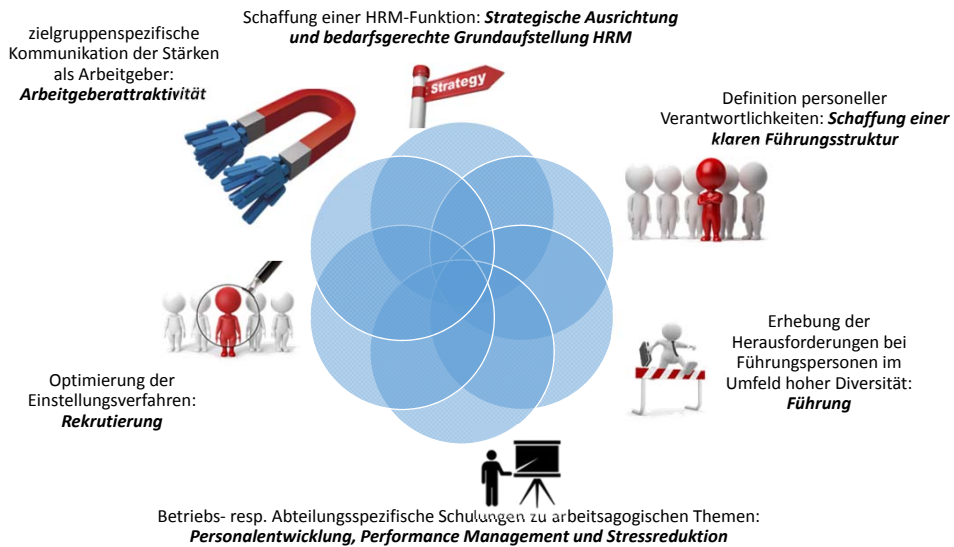 Schaffung einer HRM-Funktion: Strategische Ausrichtung
und bedarfsgerechte Grundaufstellung HRM
zielgruppenspezifische
Kommunikation der Stärken
als Arbeitgeber:
Arbeitgeberattraktivität
Strategy
Definition personeller
Verantwortlichkeiten: Schaffung einer
klaren Führungsstruktur
Erhebung der
Herausforderungen bei
Führungspersonen im
Umfeld hoher Diversität:
Führung
Optimierung der
Einstellungsverfahren:
Rekrutierung
Betriebs- resp. Abteilungsspezifische Schulungen zu arbeitsagogischen Themen:
Personalentwicklung, Performance Management und Stressreduktion